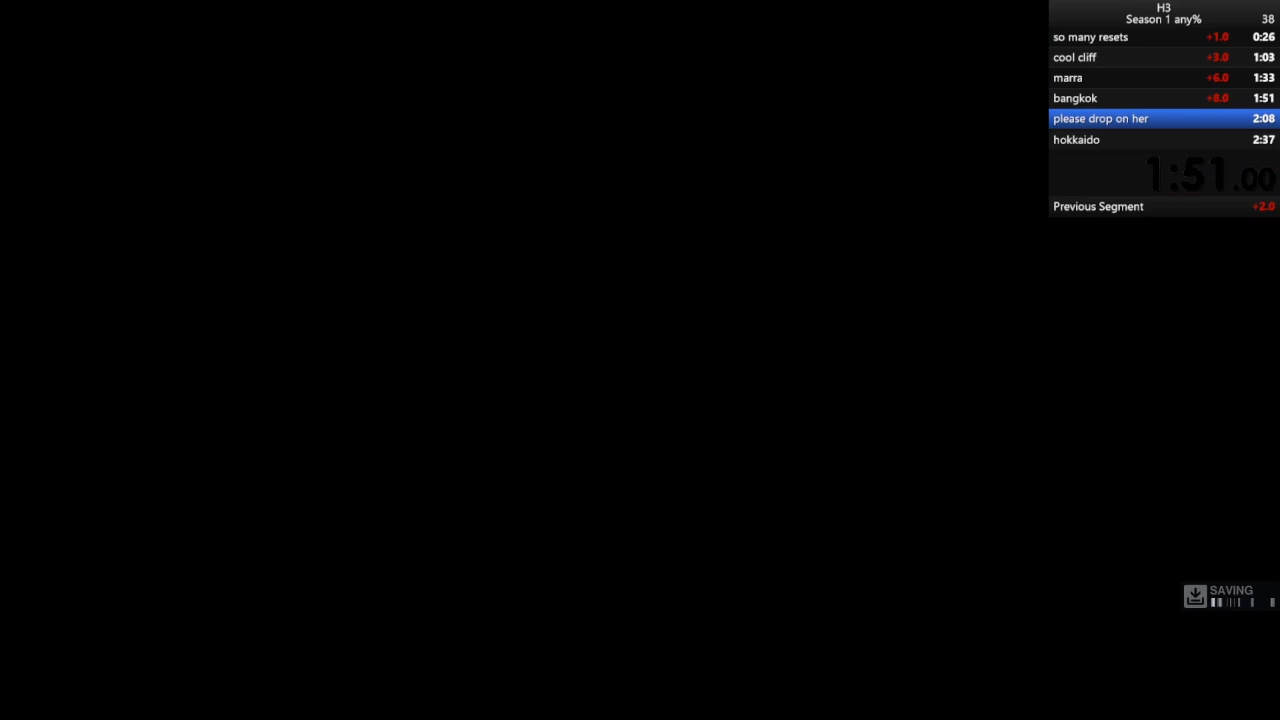 H3
Season 1 any% 38
so many resets +1.0 0:26
cool cliff +3.0 1:03
marra +6.0 1:33
bangkok +8.0 1:51
please drop on her 2:08
hokkaido 2:37
1:51.00
Previous Segment +2.0
SAVING